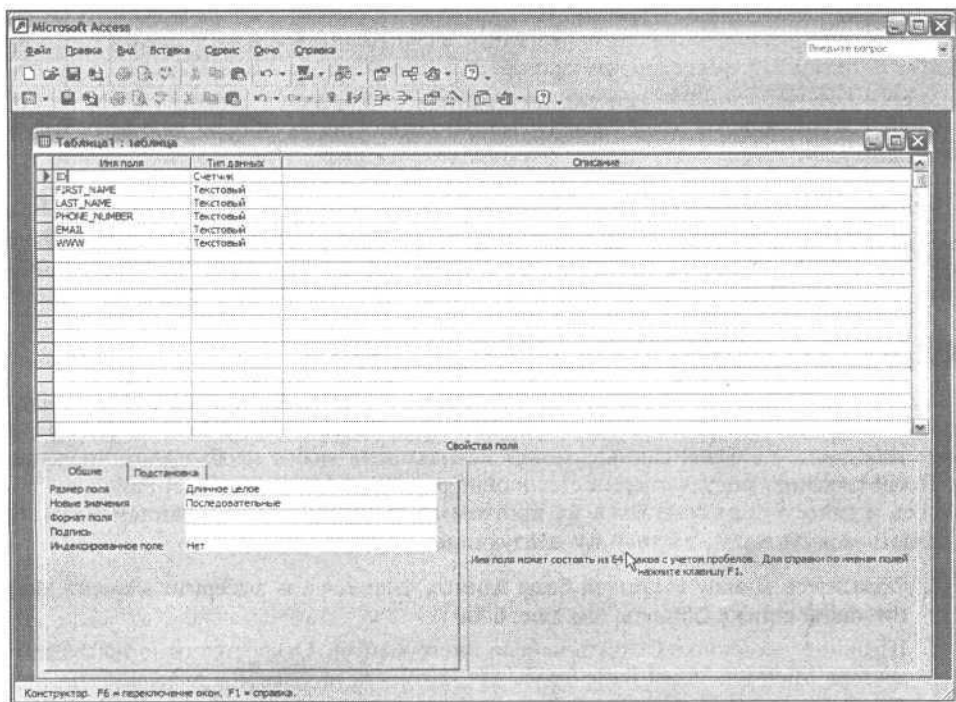 Microsoft Access
Файл Правка Вид Вставка Сервис Окно Справка
Введите вопрос
Таблица1 : таблица
Имя поля Тип данных Описание
ID Счетчик
FIRST_NAME Текстовый
LAST_NAME Текстовый
PHONE_NUMBER Текстовый
EMAIL Текстовый
WWW Текстовый
Свойства поля
Общие Подстановка
Размер поля Длинное целое
Новые значения Последовательные
Формат поля
Подпись
Индексированное поле Нет
Имя поля может состоять из 64 знаков с учетом пробелов. Для справки по именам полей
нажмите клавишу F1.
Конструктор. F6 = переключение окон. F1 = справка.